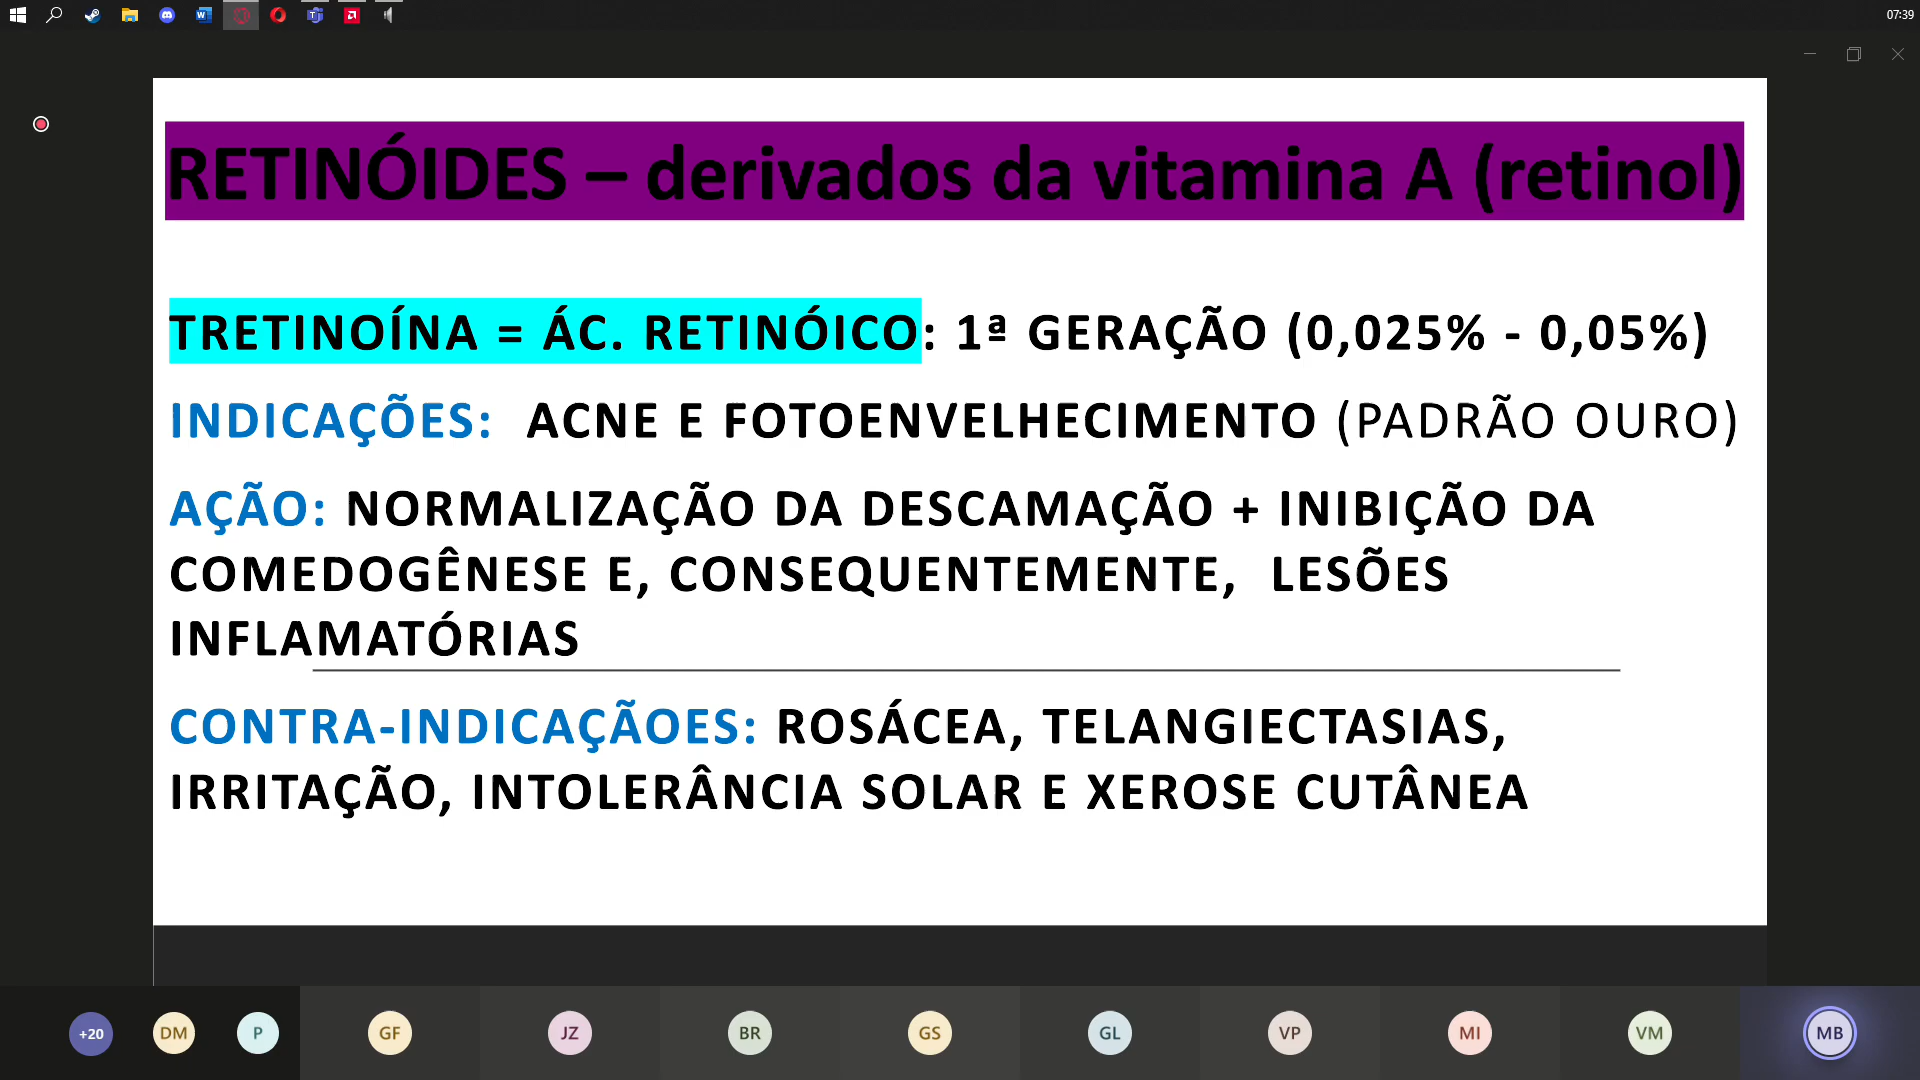 07:39
RETINÓIDES – derivados da vitamina A (retinol)
TRETINOÍNA = ÁC. RETINÓICO: 1ª GERAÇÃO (0,025% - 0,05%)
INDICAÇÕES: ACNE E FOTOENVELHECIMENTO (PADRÃO OURO)
AÇÃO: NORMALIZAÇÃO DA DESCAMAÇÃO + INIBIÇÃO DA
COMEDOGÊNESE E, CONSEQUENTEMENTE, LESÕES
INFLAMATÓRIAS
CONTRA-INDICAÇÃOES: ROSÁCEA, TELANGIECTASIAS,
IRRITAÇÃO, INTOLERÂNCIA SOLAR E XEROSE CUTÂNEA
+20 DM P GF JZ BR GS GL VP MI VM MB